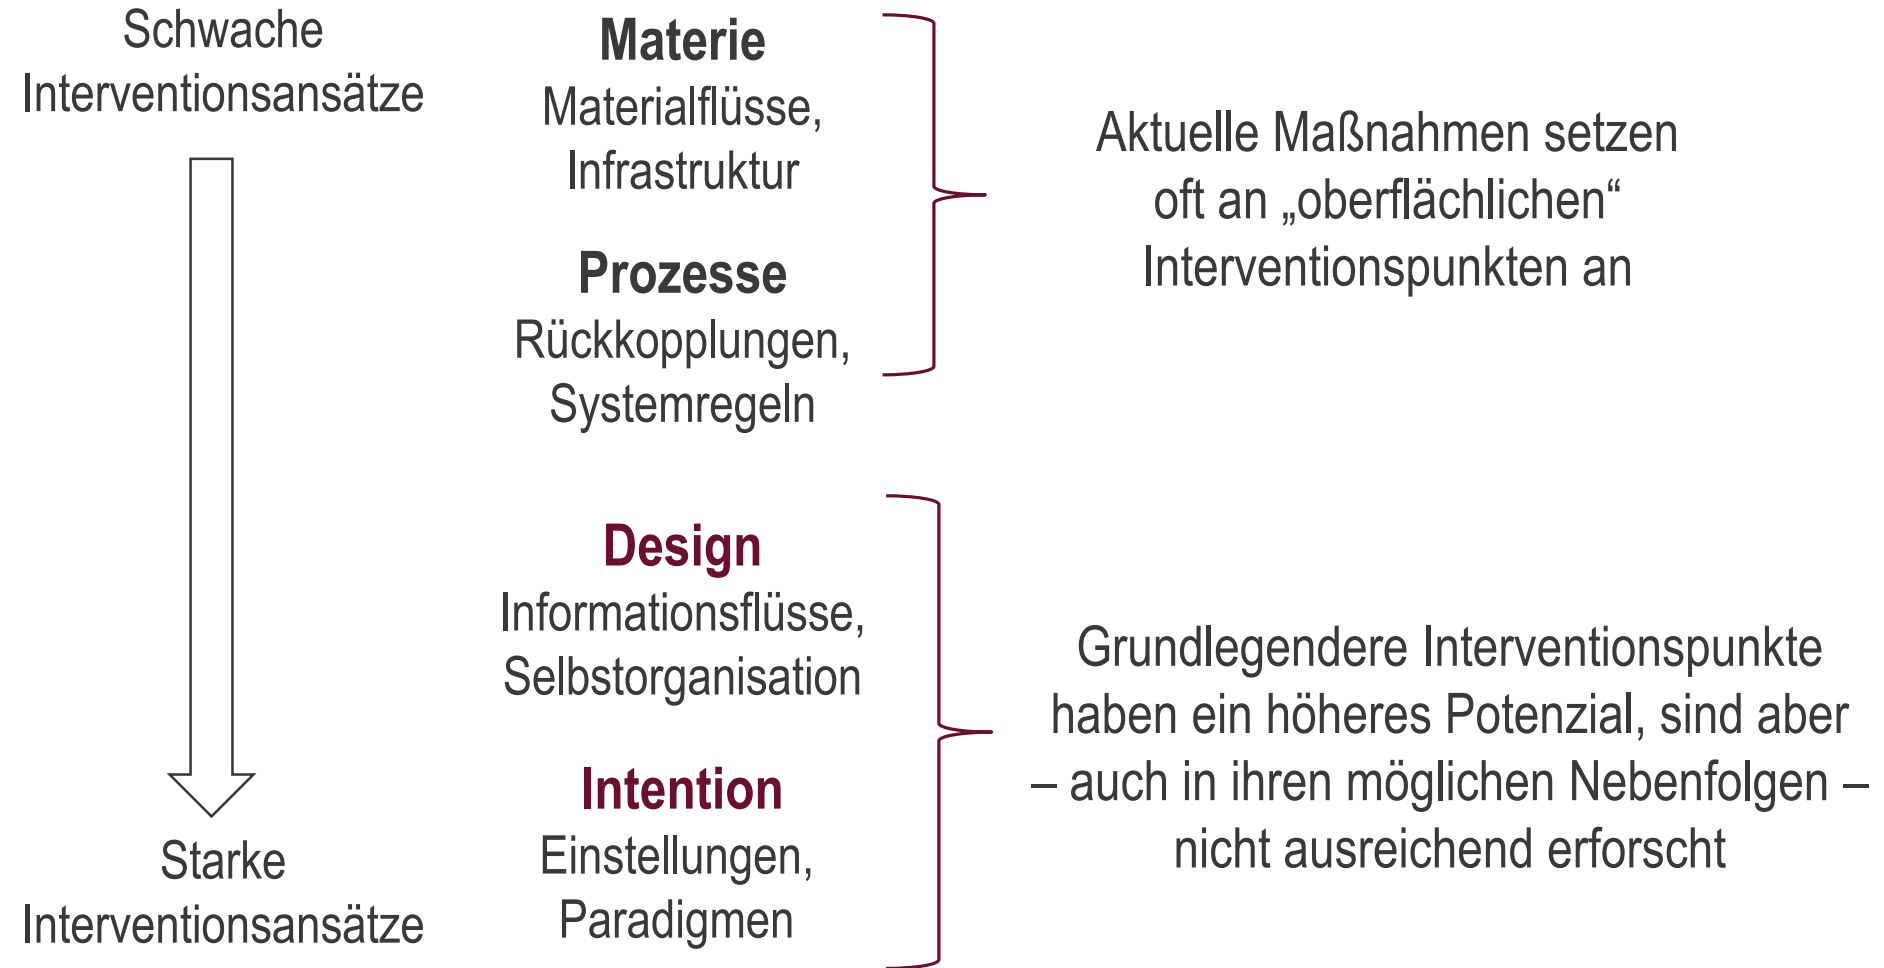 Schwache
Interventionsansätze
Starke
Interventionsansätze
Materie
Materialflüsse,
Infrastruktur
Prozesse
Rückkopplungen,
Systemregeln
Design
Informationsflüsse,
Selbstorganisation
Intention
Einstellungen,
Paradigmen
Aktuelle Maßnahmen setzen
oft an „oberflächlichen“
Interventionspunkten an
Grundlegendere Interventionspunkte
haben ein höheres Potenzial, sind aber
– auch in ihren möglichen Nebenfolgen –
nicht ausreichend erforscht